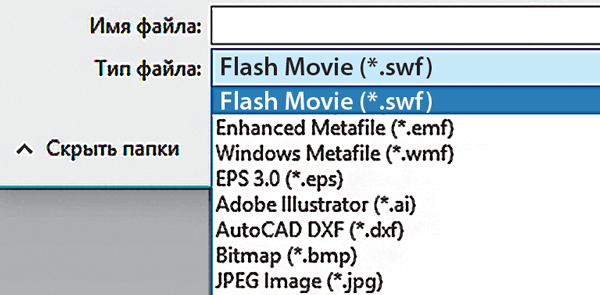 Имя файла:
Тип файла: Flash Movie (*.swf)
Flash Movie (*.swf)
Enhanced Metafile (*.emf)
Windows Metafile (*.wmf)
Скрыть папки
EPS 3.0 (*.eps)
Adobe Illustrator (*.ai)
AutoCAD DXF (*.dxf)
Bitmap (*.bmp)
JPEG Image (*.jpg)